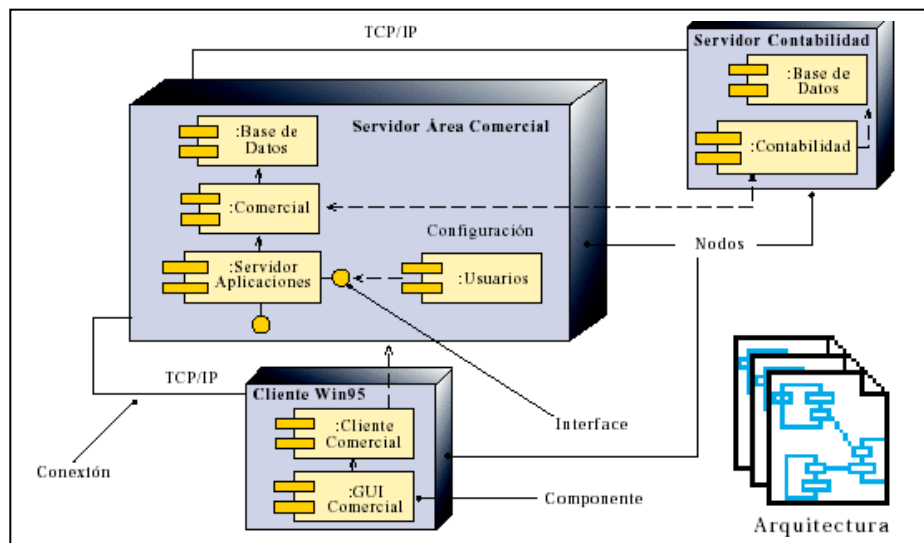 TCP/IP
Servidor Contabilidad
:Base de
Datos
:Contabilidad
Servidor Área Comercial
:Base de
Datos
:Comercial
Configuración
:Servidor
Aplicaciones
:Usuarios
Nodos
TCP/IP
Cliente Win95
:Cliente
Comercial
Interface
Conexión
:GUI
Comercial
Componente
Arquitectura